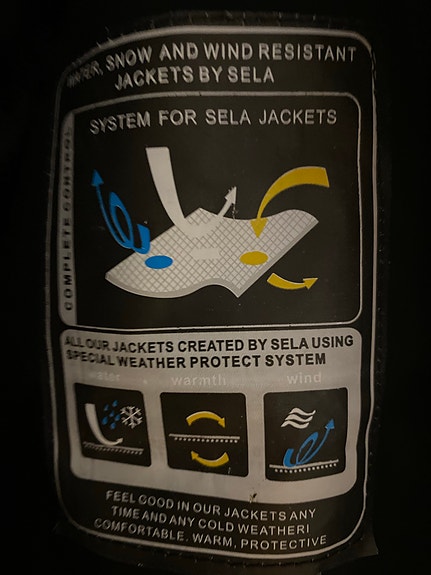 WATER, SNOW AND WIND RESISTANT
JACKETS BY SELA
SYSTEM FOR SELA JACKETS
COMPLETE CONTROL
ALL OUR JACKETS CREATED BY SELA USING
SPECIAL WEATHER PROTECT SYSTEM
water warmth wind
FEEL GOOD IN OUR JACKETS ANY
TIME AND ANY COLD WEATHER!
COMFORTABLE. WARM, PROTECTIVE